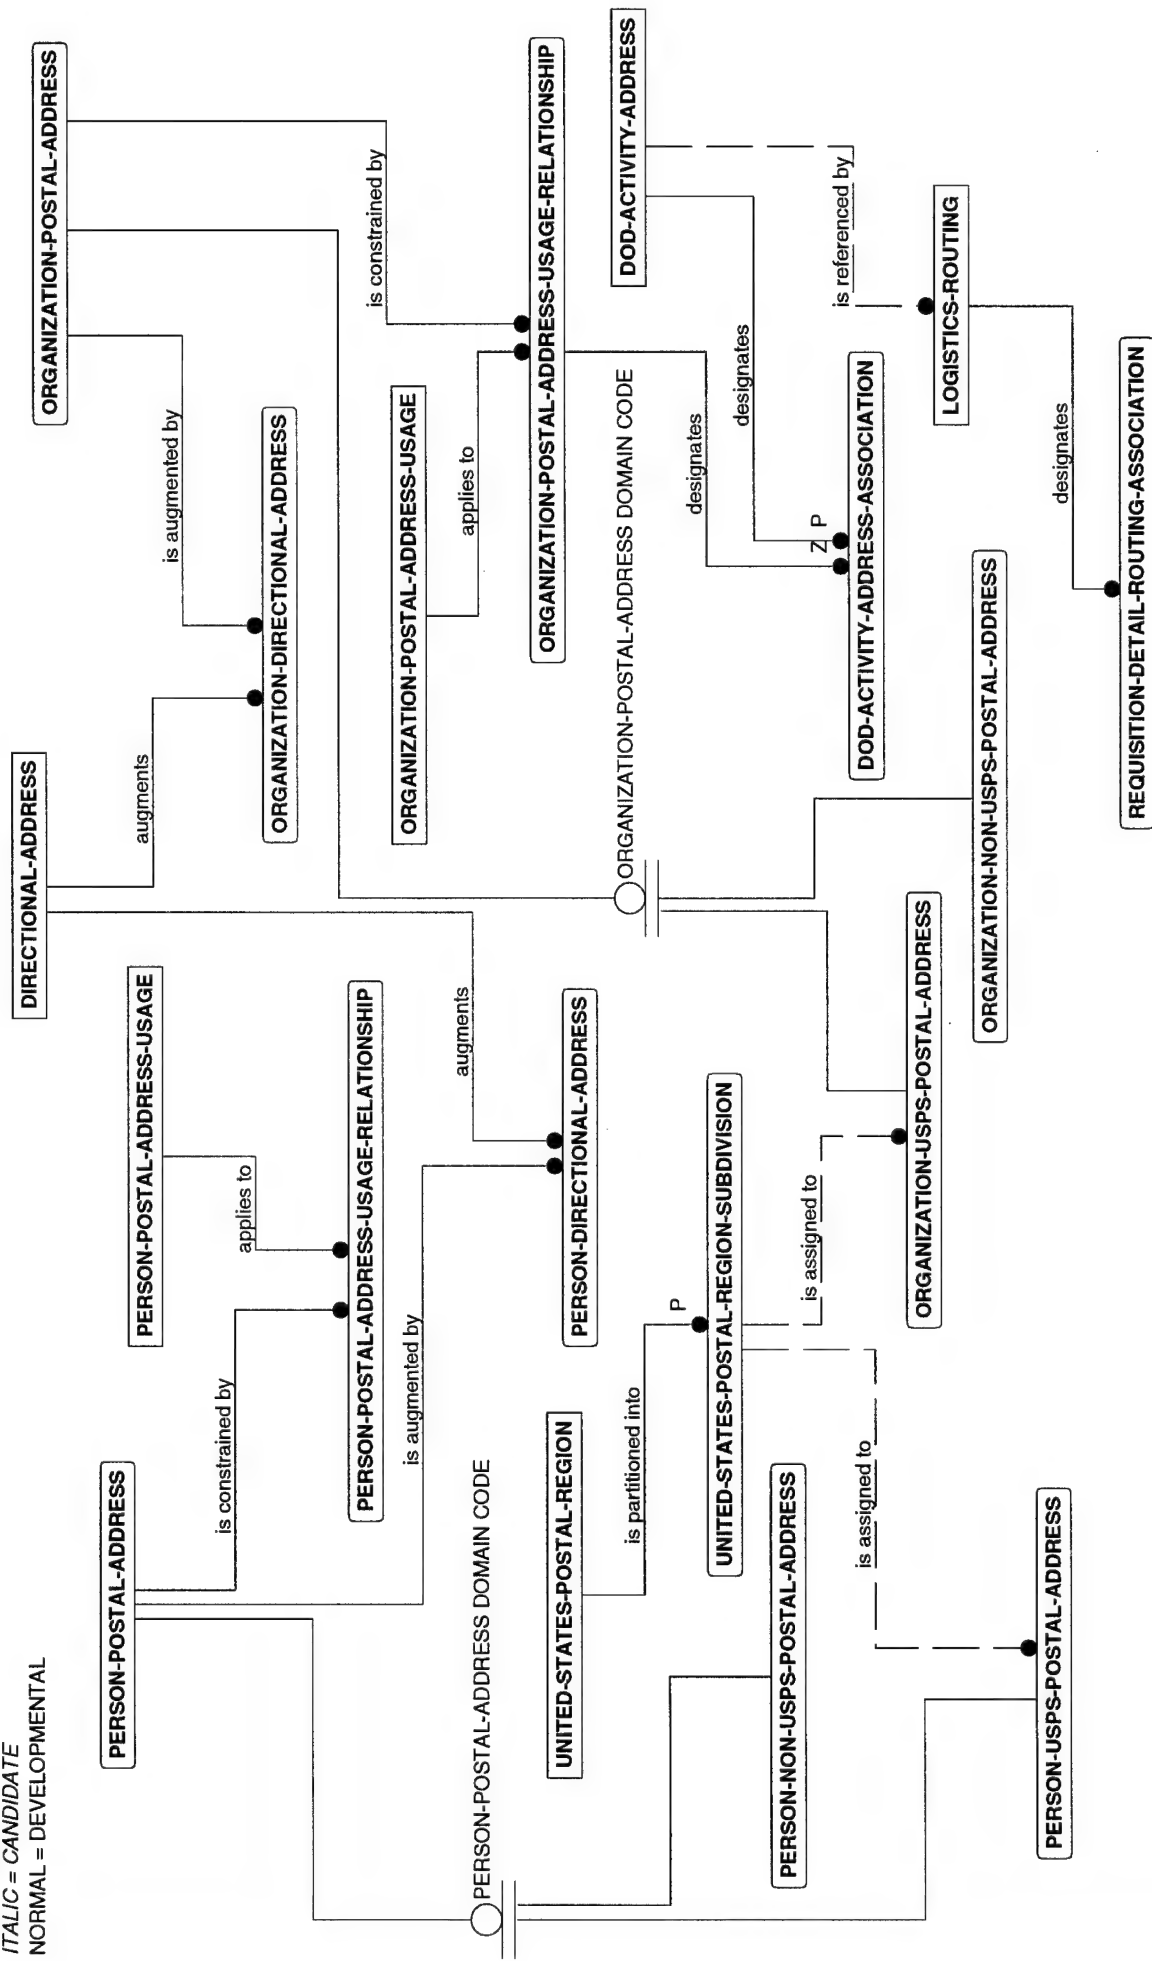 ITALIC = CANDIDATE
NORMAL = DEVELOPMENTAL
DIRECTIONAL-ADDRESS
ORGANIZATION-POSTAL-ADDRESS
PERSON-POSTAL-ADDRESS
PERSON-POSTAL-ADDRESS-USAGE
augments
is augmented by
is constrained by
applies to
ORGANIZATION-DIRECTIONAL-ADDRESS
is constrained by
PERSON-POSTAL-ADDRESS-USAGE-RELATIONSHIP
ORGANIZATION-POSTAL-ADDRESS-USAGE
is augmented by
augments
applies to
PERSON-POSTAL-ADDRESS DOMAIN CODE
ORGANIZATION-POSTAL-ADDRESS-USAGE-RELATIONSHIP
UNITED-STATES-POSTAL-REGION
PERSON-DIRECTIONAL-ADDRESS
ORGANIZATION-POSTAL-ADDRESS DOMAIN CODE
DOD-ACTIVITY-ADDRESS
is partitioned into
P
designates
designates
UNITED-STATES-POSTAL-REGION-SUBDIVISION
PERSON-NON-USPS-POSTAL-ADDRESS
is assigned to
Z
P
is referenced by
DOD-ACTIVITY-ADDRESS-ASSOCIATION
is assigned to
ORGANIZATION-USPS-POSTAL-ADDRESS
LOGISTICS-ROUTING
ORGANIZATION-NON-USPS-POSTAL-ADDRESS
PERSON-USPS-POSTAL-ADDRESS
designates
REQUISITION-DETAIL-ROUTING-ASSOCIATION